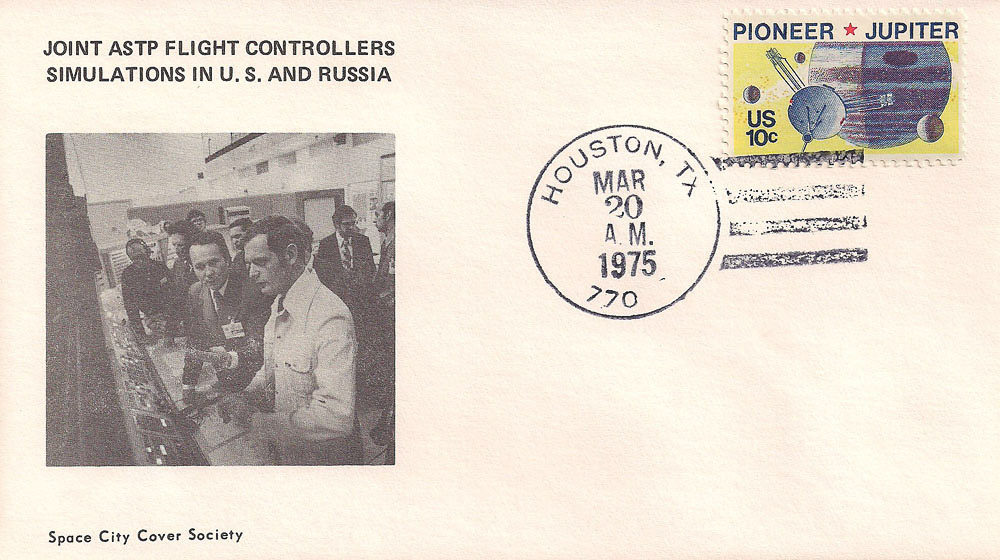 JOINT ASTP FLIGHT CONTROLLERS
SIMULATIONS IN U. S. AND RUSSIA
PIONEER ★ JUPITER
US
10c
HOUSTON, TX
MAR
20
A. M.
1975
770
Space City Cover Society